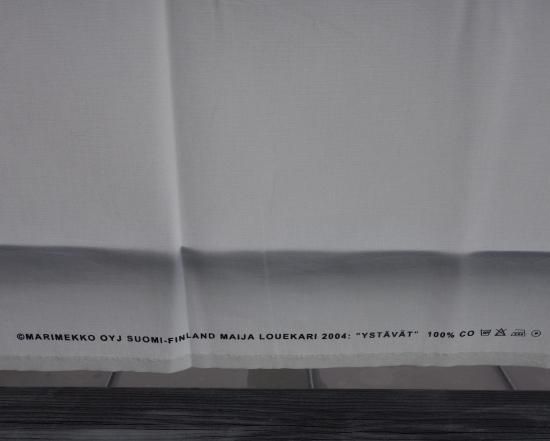 ©MARIMEKKO OYJ SUOMI-FINLAND MAIJA LOUEKARI 2004: "YSTÄVÄT" 100% CO